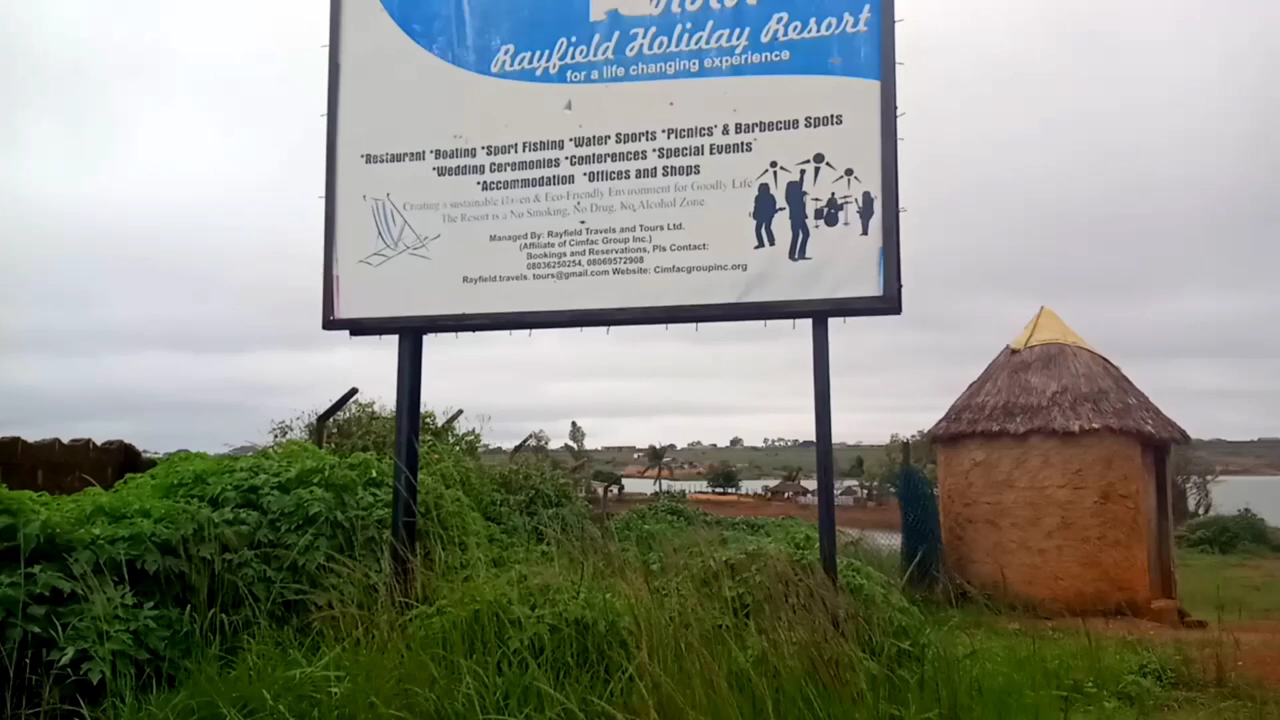 Rayfield Holiday Resort
for a life changing experience
*Restaurant *Boating *Sport Fishing *Water Sports *Picnics' & Barbecue Spots
*Wedding Ceremonies *Conferences *Special Events
*Accommodation *Offices and Shops
Creating a sustainable & Eco-Friendly Environment for Goodly Life
The Resort is a No Smoking, No Drug, No Alcohol Zone.
Managed By: Rayfield Travels and Tours Ltd.
(Affiliate of Cimfac Group Inc.)
Bookings and Reservations, Pls Contact:
08036250254, 08069572908
Rayfield.travels. tours@gmail.com Website: Cimfacgroupinc.org